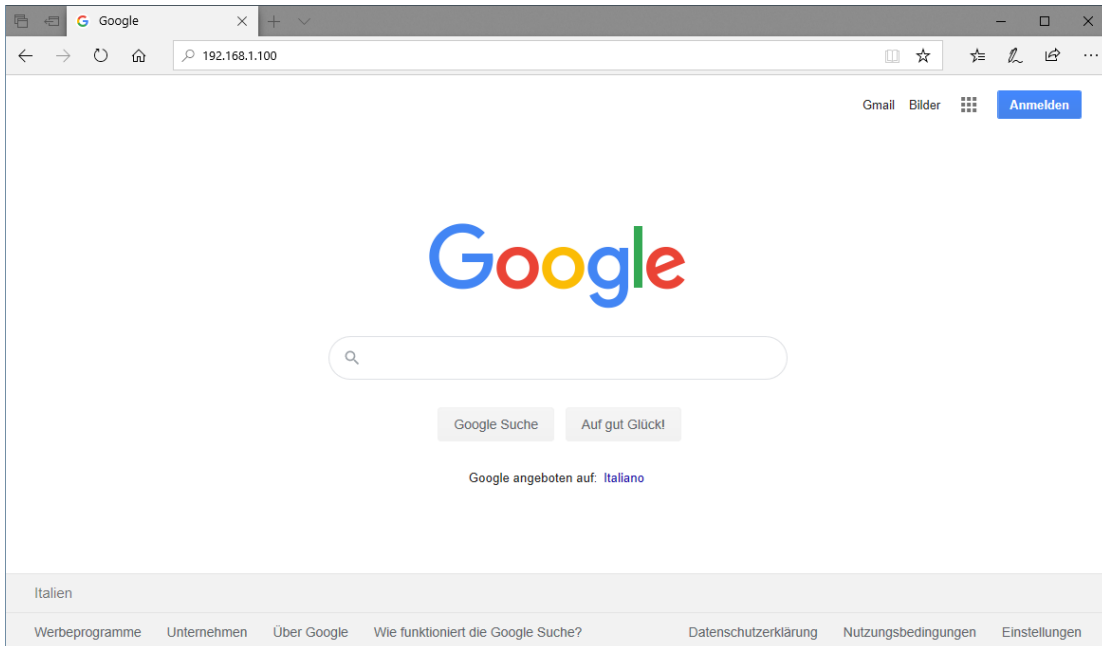 Google
192.168.1.100
Gmail Bilder Anmelden
Google
Google Suche Auf gut Glück!
Google angeboten auf: Italiano
Italien
Werbeprogramme Unternehmen Über Google Wie funktioniert die Google Suche? Datenschutzerklärung Nutzungsbedingungen Einstellungen